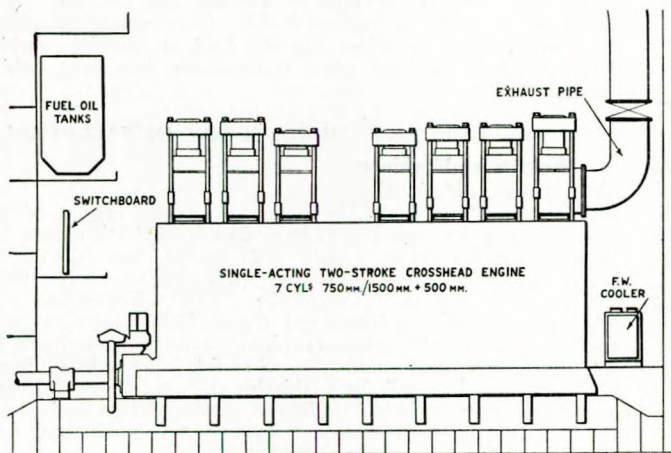 FUEL OIL
TANKS
EXHAUST PIPE
SWITCHBOARD
SINGLE-ACTING TWO-STROKE CROSSHEAD ENGINE
7 CYLS 750 MM./1500 MM. + 500 MM.
F.W.
COOLER